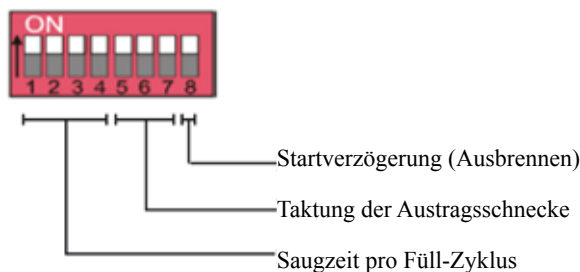 ON
1 2 3 4 5 6 7 8
Startverzögerung (Ausbrennen)
Taktung der Austragsschnecke
Saugzeit pro Füll-Zyklus